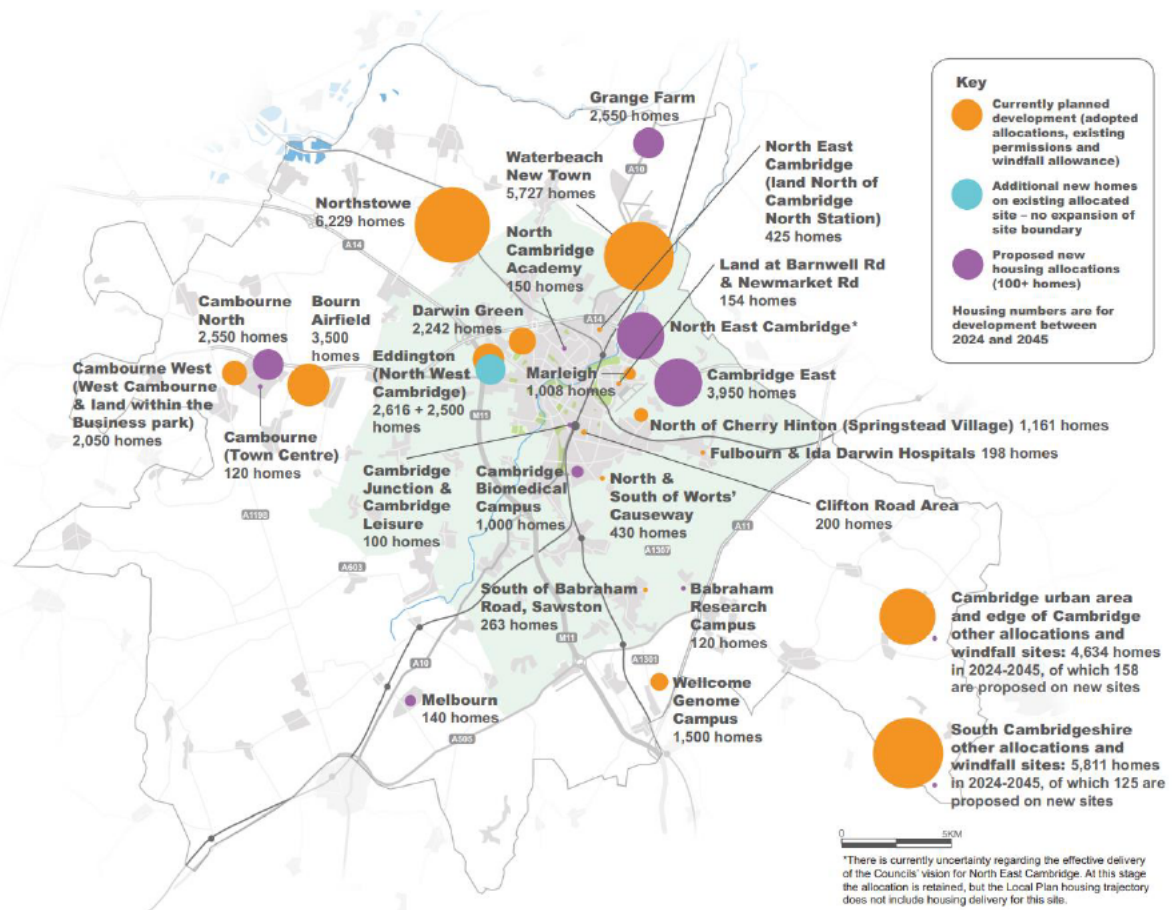 Grange Farm
2,550 homes
Waterbeach
New Town
5,727 homes
North East
Cambridge
(land North of
Cambridge
North Station)
425 homes
Northstowe
6,229 homes
North
Cambridge
Academy
150 homes
Land at Barnwell Rd
& Newmarket Rd
154 homes
Cambourne
North
2,550 homes
Bourn
Airfield
3,500
homes
Darwin Green
2,242 homes
North East Cambridge*
Cambourne West
(West Cambourne
& land within the
Business park)
2,050 homes
Eddington
(North West
Cambridge)
2,616 + 2,500
homes
Marleigh
1,008 homes
Cambridge East
3,950 homes
Cambourne
(Town Centre)
120 homes
North of Cherry Hinton (Springstead Village) 1,161 homes
Fulbourn & Ida Darwin Hospitals 198 homes
Cambridge
Junction &
Cambridge
Leisure
100 homes
Cambridge
Biomedical
Campus
1,000 homes
North &
South of Worts'
Causeway
430 homes
Clifton Road Area
200 homes
South of Babraham
Road, Sawston
263 homes
Babraham
Research
Campus
120 homes
Melbourn
140 homes
Wellcome
Genome
Campus
1,500 homes
A10
A14
A14
M11
A1198
A603
A11
A1307
M11
A1301
A10
A505
Key
Currently planned
development (adopted
allocations, existing
permissions and
windfall allowance)
Additional new homes
on existing allocated
site – no expansion of
site boundary
Proposed new
housing allocations
(100+ homes)
Housing numbers are for
development between
2024 and 2045
Cambridge urban area
and edge of Cambridge
other allocations and
windfall sites: 4,634 homes
in 2024-2045, of which 158
are proposed on new sites
South Cambridgeshire
other allocations and
windfall sites: 5,811 homes
in 2024-2045, of which 125 are
proposed on new sites
0 5KM
*There is currently uncertainty regarding the effective delivery
of the Councils' vision for North East Cambridge. At this stage
the allocation is retained, but the Local Plan housing trajectory
does not include housing delivery for this site.